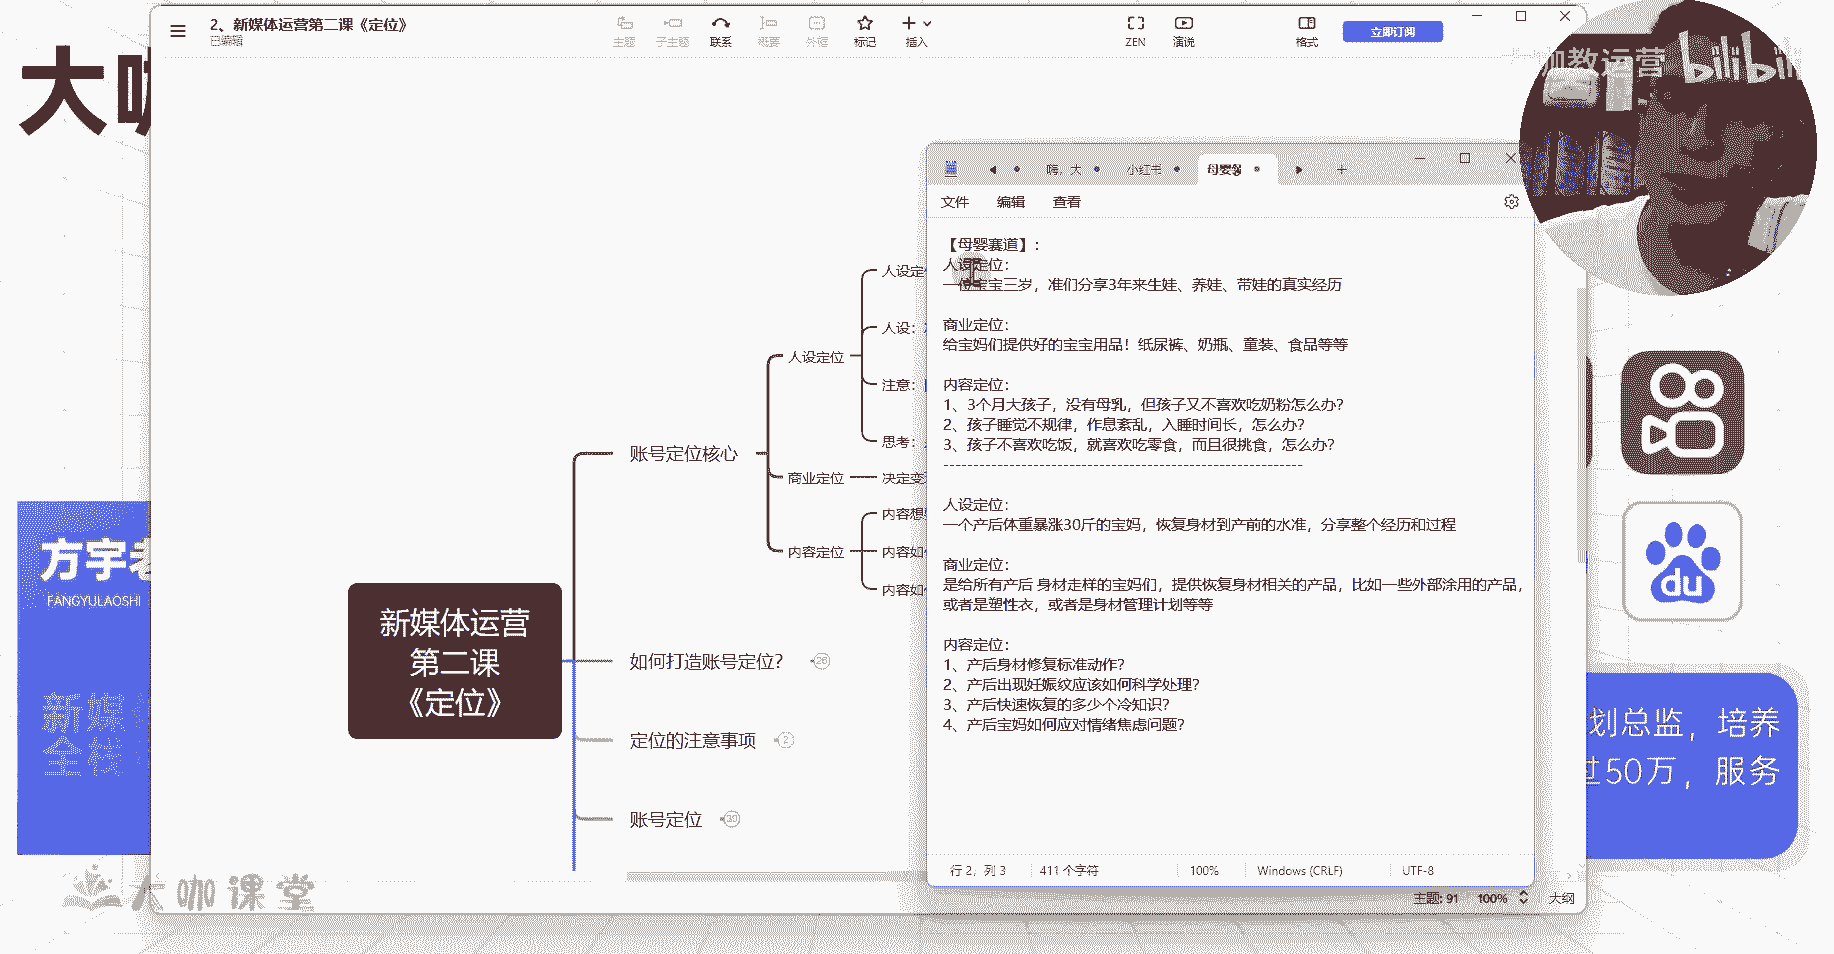 2、新媒体运营第二课《定位》
已编辑
主题
子主题
联系
概要
外框
标记
插入
ZEN
演说
格式
立即订阅
大咖教运营
bilibili
大
嗨，大
小红书
母婴
文件
编辑
查看
【母婴赛道】：
人设定位：
一位宝宝三岁，准们分享3年来生娃、养娃、带娃的真实经历
商业定位：
给宝妈们提供好的宝宝用品！纸尿裤、奶瓶、童装、食品等等
内容定位：
1、3个月大孩子，没有母乳，但孩子又不喜欢吃奶粉怎么办？
2、孩子睡觉不规律，作息紊乱，入睡时间长，怎么办？
3、孩子不喜欢吃饭，就喜欢吃零食，而且很挑食，怎么办？
------------------------------------------------------------
人设定位：
一个产后体重暴涨30斤的宝妈，恢复身材到产前的水准，分享整个经历和过程
商业定位：
是给所有产后 身材走样的宝妈们，提供恢复身材相关的产品，比如一些外部涂用的产品，
或者是塑性衣，或者是身材管理计划等等
内容定位：
1、产后身材修复标准动作？
2、产后出现妊娠纹应该如何科学处理？
3、产后快速恢复的多少个冷知识？
4、产后宝妈如何应对情绪焦虑问题？
行 2，列 3
411 个字符
100%
Windows (CRLF)
UTF-8
人设定
人设：
注意：
思考：
人设定位
商业定位
决定变
内容想
内容如
内容如
内容定位
账号定位核心
新媒体运营
第二课
《定位》
如何打造账号定位？
26
定位的注意事项
2
账号定位
39
主题: 91
100%
大纲
方宇老
FANGYULAOSHI
新媒
全栈
du
划总监，培养
过50万，服务
大咖课堂